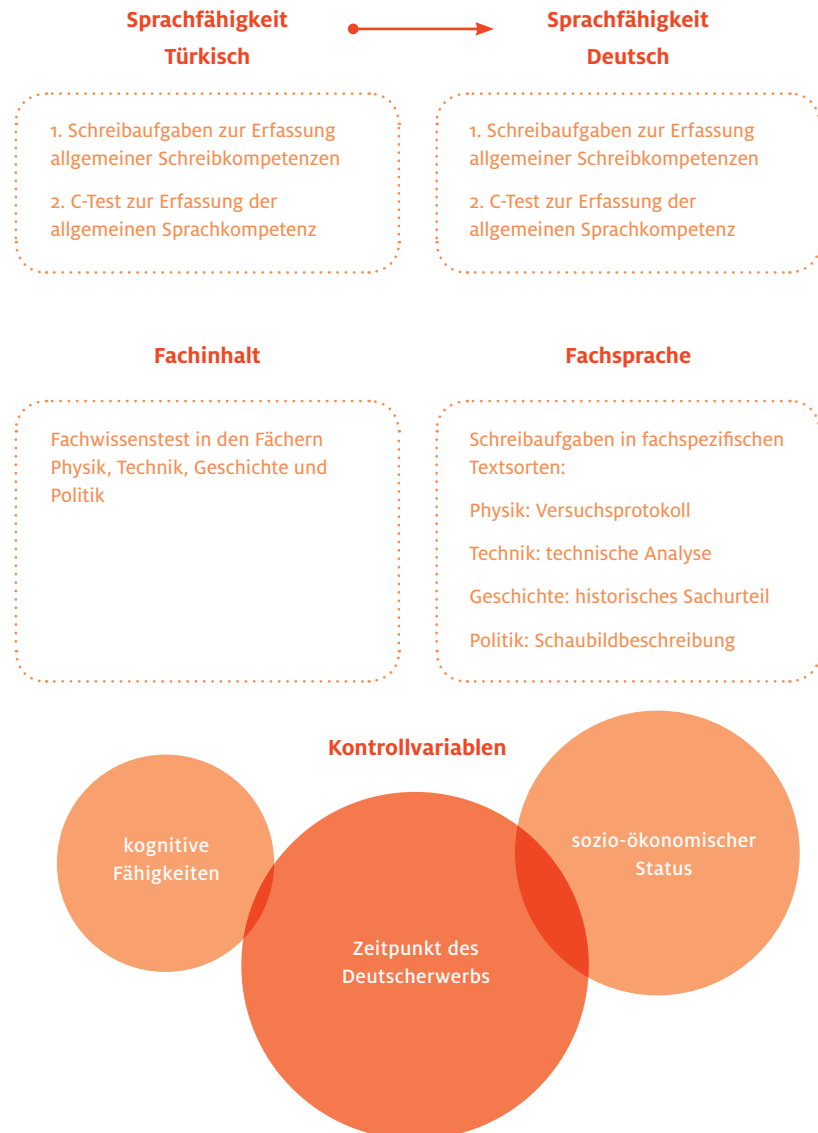 Sprachfähigkeit
Türkisch
Sprachfähigkeit
Deutsch
1. Schreibaufgaben zur Erfassung
allgemeiner Schreibkompetenzen
2. C-Test zur Erfassung der
allgemeinen Sprachkompetenz
1. Schreibaufgaben zur Erfassung
allgemeiner Schreibkompetenzen
2. C-Test zur Erfassung der
allgemeinen Sprachkompetenz
Fachinhalt
Fachwissenstest in den Fächern
Physik, Technik, Geschichte und
Politik
Fachsprache
Schreibaufgaben in fachspezifischen
Textsorten:
Physik: Versuchsprotokoll
Technik: technische Analyse
Geschichte: historisches Sachurteil
Politik: Schaubildbeschreibung
Kontrollvariablen
kognitive
Fähigkeiten
Zeitpunkt des
Deutscherwerbs
sozio-ökonomischer
Status